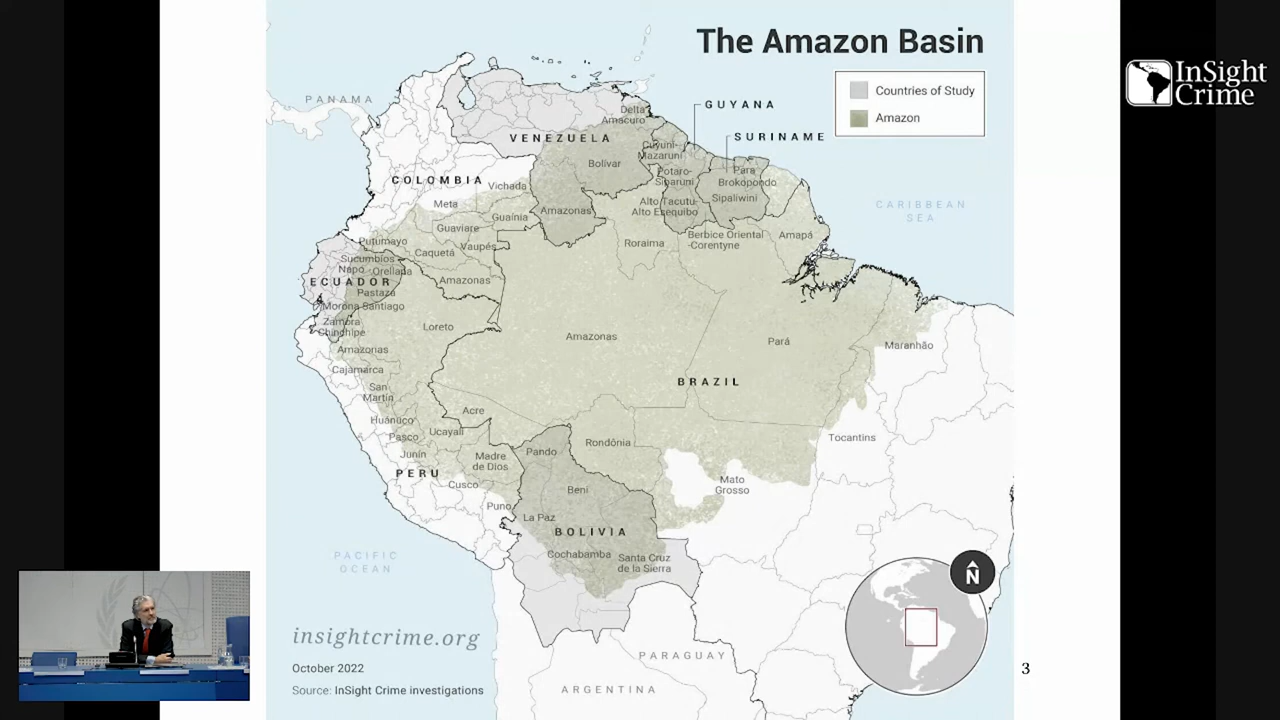 The Amazon Basin
Countries of Study
Amazon
InSight
Crime
PANAMA
GUYANA
SURINAME
Delta
Amacuro
VENEZUELA
Cuyuni-
Mazaruni
Bolívar
COLOMBIA
Vichada
Potaro-
Siparuni
Para
Brokopondo
Sipaliwini
Meta
Guainía
Amazonas
Alto Tacutu-
Alto Esequibo
CARIBBEAN
SEA
Guaviare
Berbice Oriental
-Corentyne
Amapá
Roraima
Putumayo
Vaupés
Caquetá
Sucumbíos
Napo
Orellana
ECUADOR
Amazonas
Pastaza
Morona Santiago
Zamora
Chinchipe
Loreto
Amazonas
Pará
Maranhão
Amazonas
Cajamarca
BRAZIL
San
Martín
Acre
Huánuco
Ucayali
Pasco
Rondônia
Tocantins
Junín
Pando
Madre
de Dios
PERU
Cusco
Mato
Grosso
Beni
Puno
La Paz
BOLIVIA
Cochabamba
Santa Cruz
de la Sierra
PACIFIC
OCEAN
N
insightcrime.org
PARAGUAY
October 2022
3
Source: InSight Crime investigations
ARGENTINA